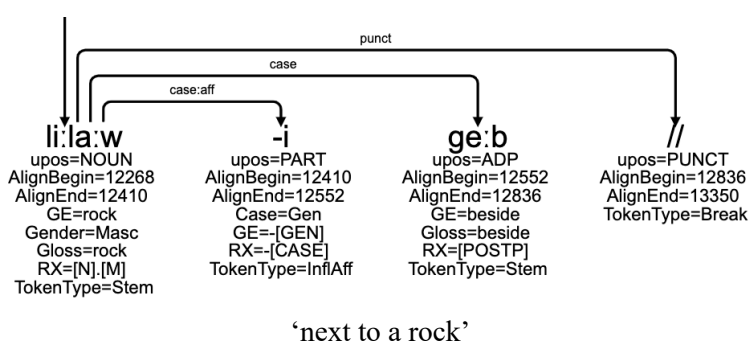 punct
case
case:aff
li:la:w -i ge:b //
upos=NOUN upos=PART upos=ADP upos=PUNCT
AlignBegin=12268 AlignBegin=12410 AlignBegin=12552 AlignBegin=12836
AlignEnd=12410 AlignEnd=12552 AlignEnd=12836 AlignEnd=13350
GE=rock Case=Gen GE=beside TokenType=Break
Gender=Masc GE=-[GEN] Gloss=beside
Gloss=rock RX=-[CASE] RX=[POSTP]
RX=[N].[M] TokenType=InflAff TokenType=Stem
TokenType=Stem
‘next to a rock’